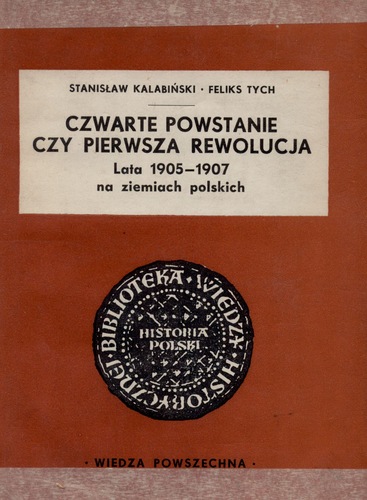 STANISŁAW KALABIŃSKI · FELIKS TYCH
CZWARTE POWSTANIE
CZY PIERWSZA REWOLUCJA
Lata 1905–1907
na ziemiach polskich
BIBLIOTEKA · WIEDZY · HISTORYCZNEJ ·
HISTORIA
POLSKI
· WIEDZA POWSZECHNA ·